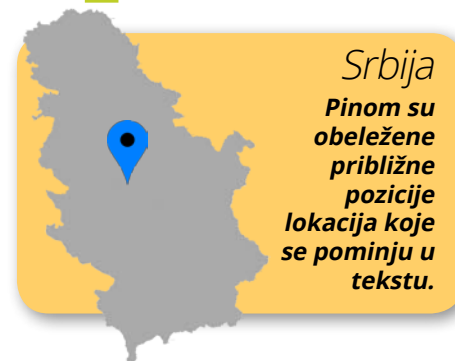 Srbija
Pinom su
obeležene
približne
pozicije
lokacija koje
se pominju u
tekstu.